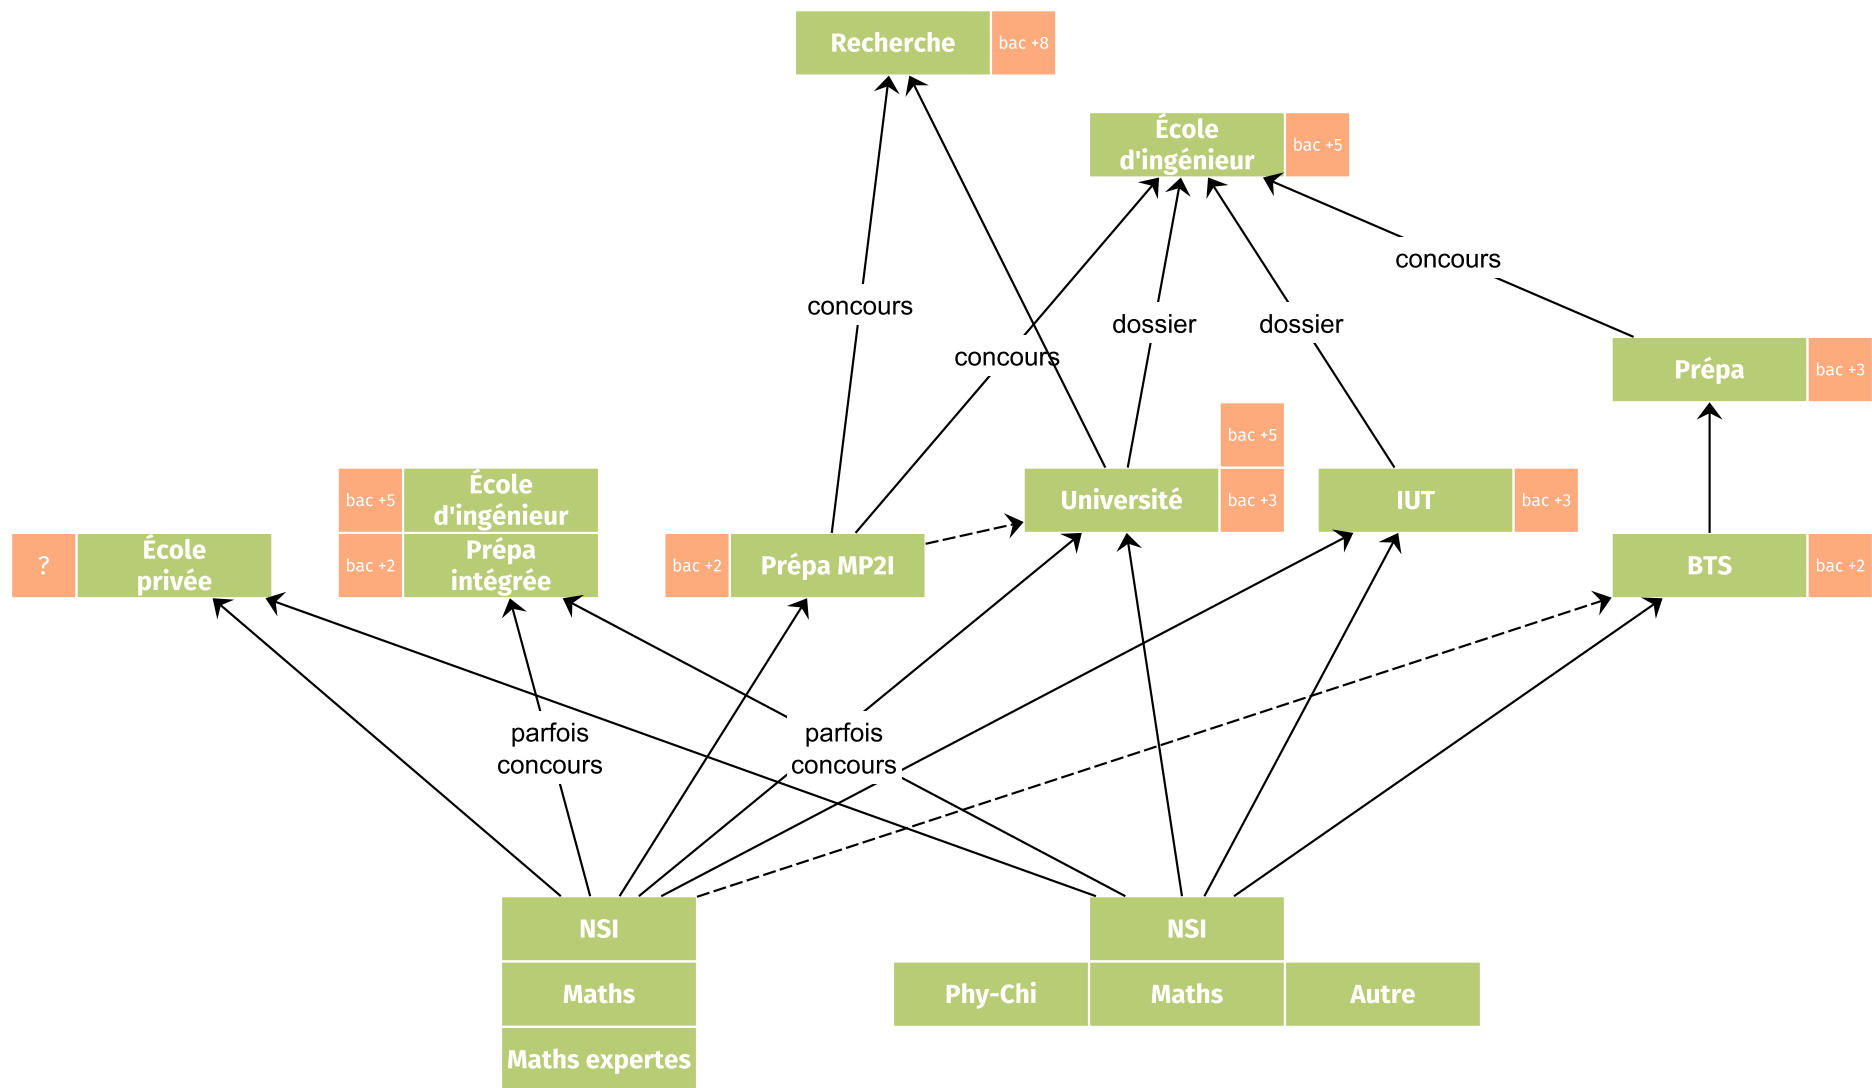 Recherche
bac +8
École
d'ingénieur
bac +5
concours
concours
dossier
dossier
concours
Prépa
bac +3
bac +5
bac +5
École
d'ingénieur
Université
bac +3
IUT
bac +3
?
École
privée
bac +2
Prépa
intégrée
bac +2
Prépa MP2I
BTS
bac +2
parfois
concours
parfois
concours
NSI
NSI
Maths
Phy-Chi
Maths
Autre
Maths expertes